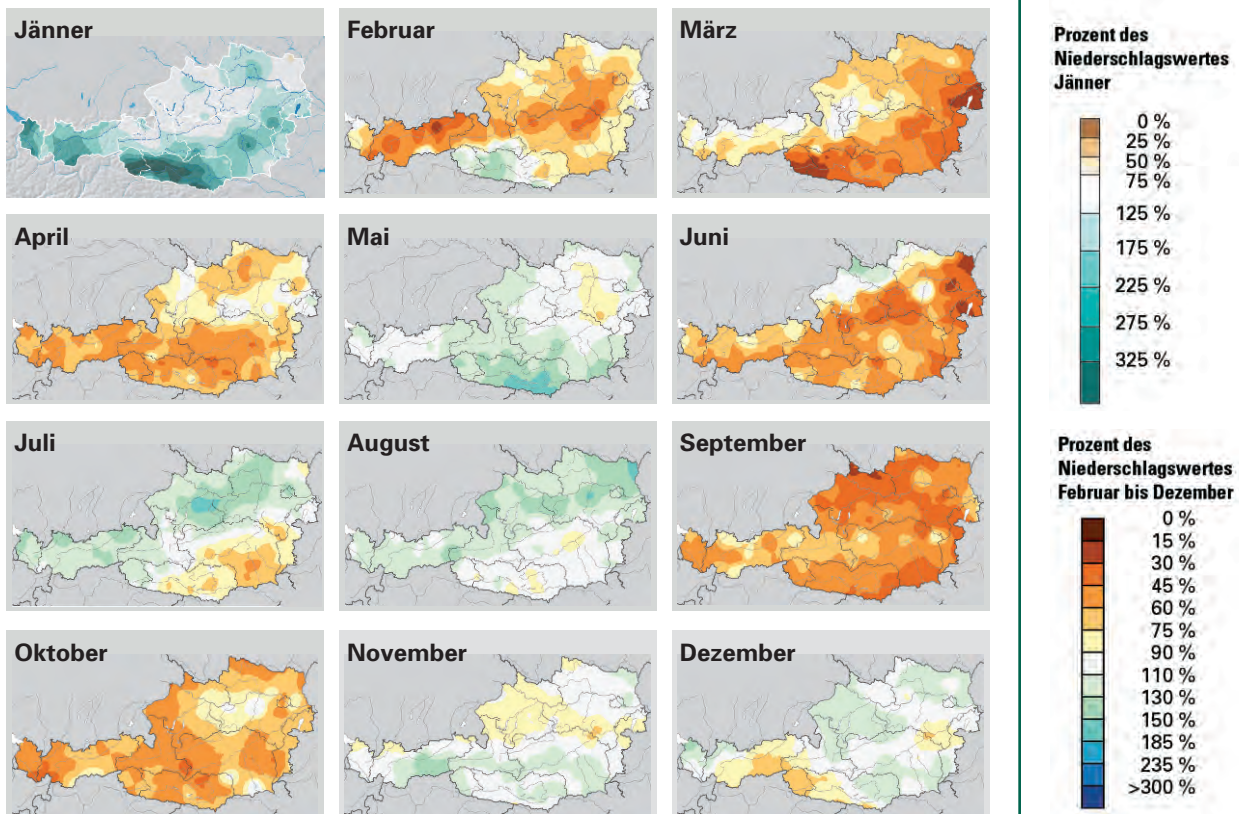 Jänner
Februar
März
April
Mai
Juni
Juli
August
September
Oktober
November
Dezember
Prozent des
Niederschlagswertes
Jänner
0 %
25 %
50 %
75 %
125 %
175 %
225 %
275 %
325 %
Prozent des
Niederschlagswertes
Februar bis Dezember
0 %
15 %
30 %
45 %
60 %
75 %
90 %
110 %
130 %
150 %
185 %
235 %
>300 %